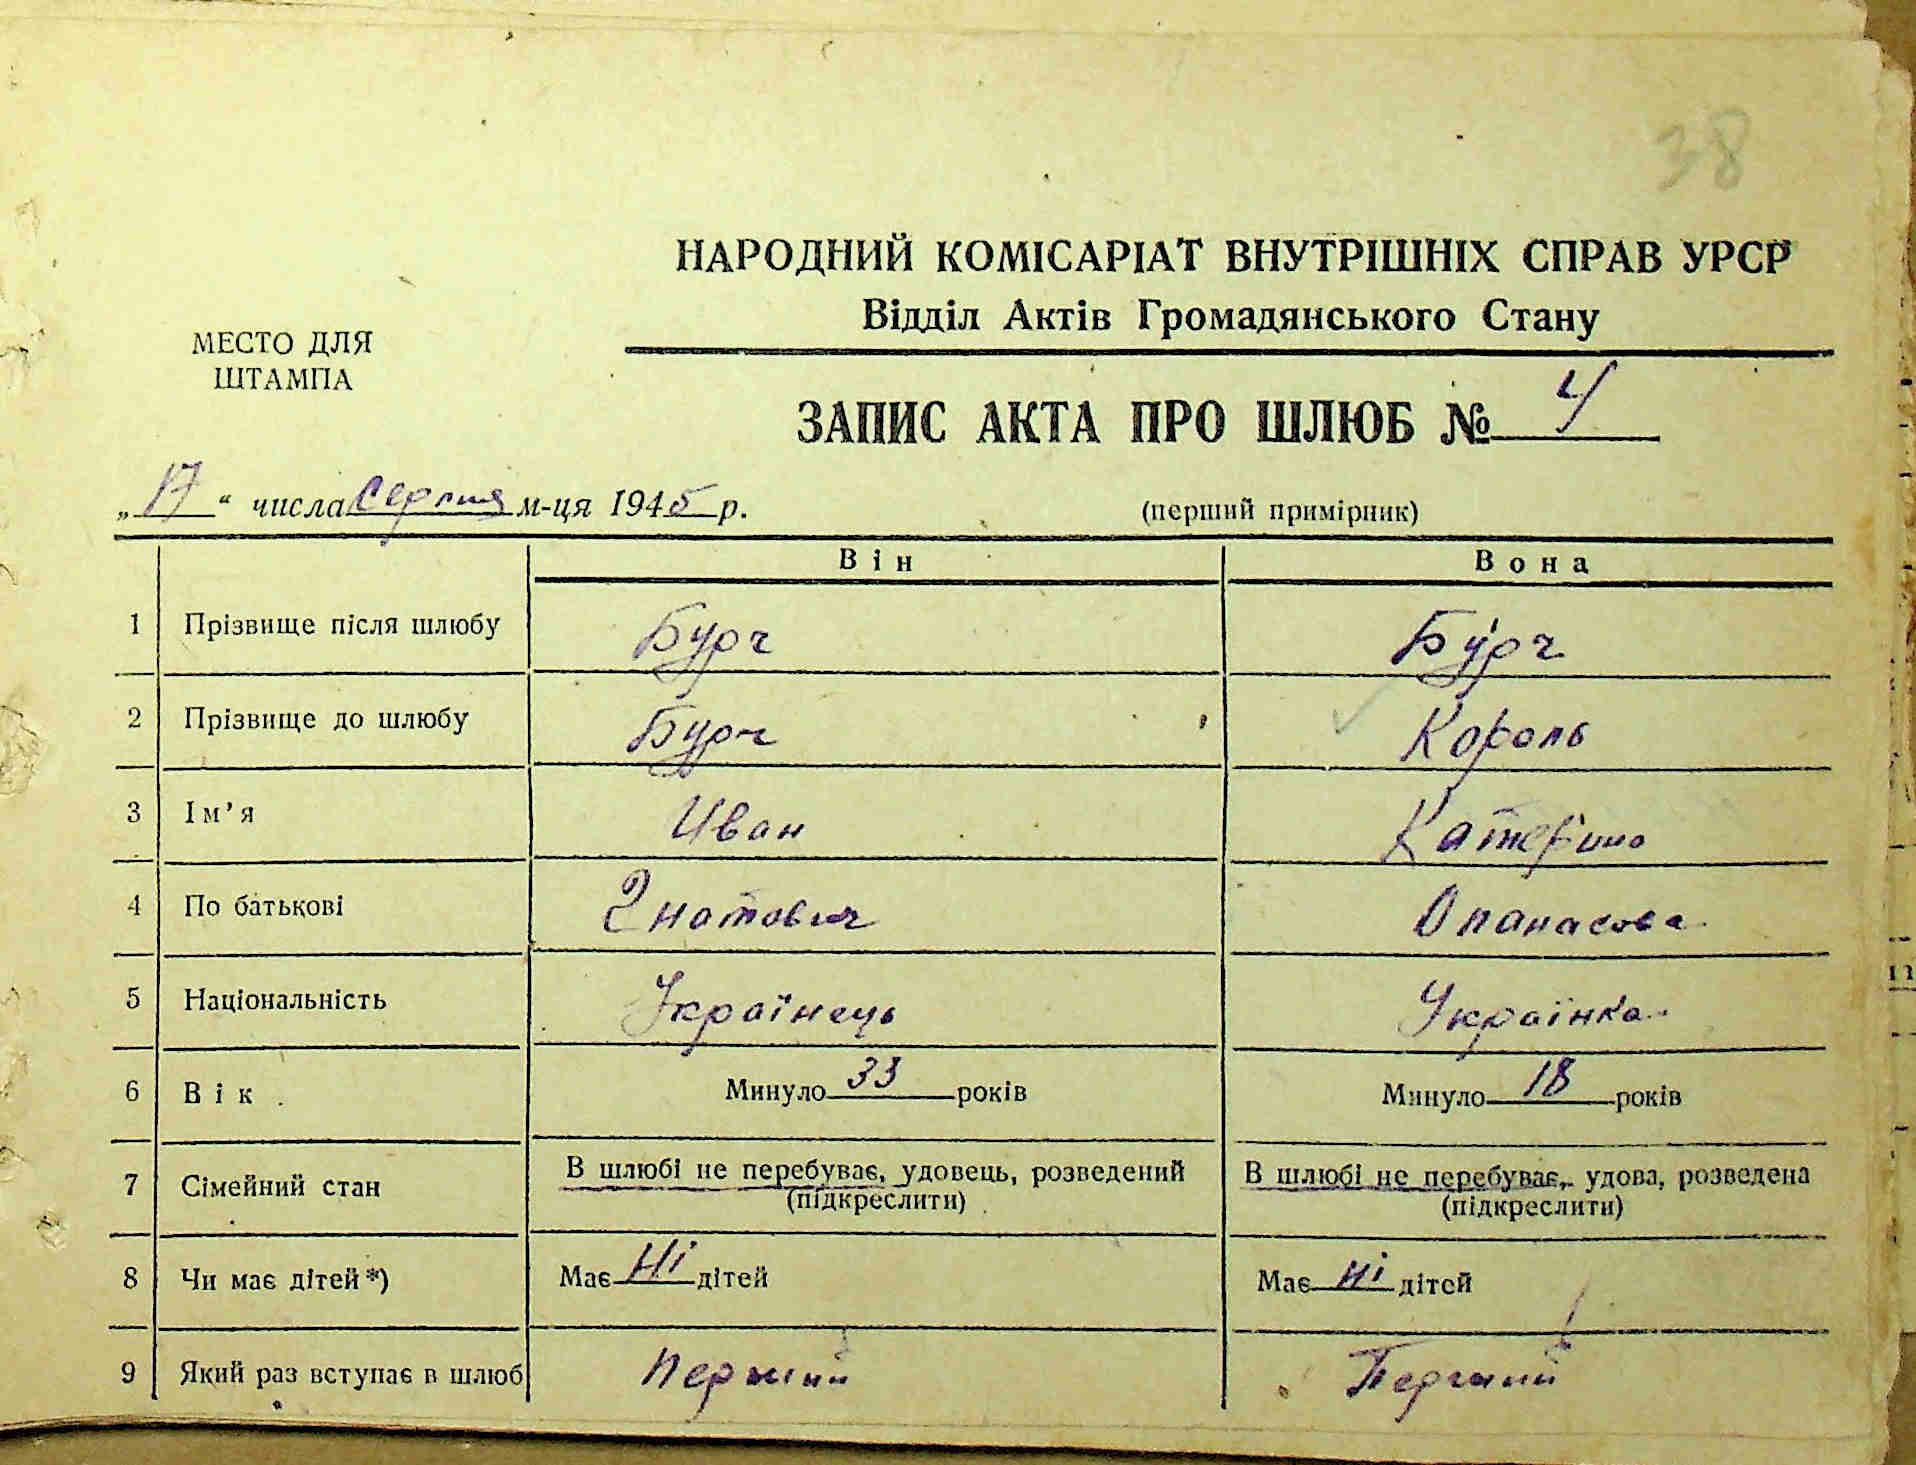 38
НАРОДНИЙ КОМІСАРІАТ ВНУТРІШНІХ СПРАВ УРСР
Відділ Актів Громадянського Стану
МЕСТО ДЛЯ
ШТАМПА
ЗАПИС АКТА ПРО ШЛЮБ № 4
„17“ числа Серпня м-ця 1945 р.
(перший примірник)
Він Вона
1 Прізвище після шлюбу Бурч Бурч
2 Прізвище до шлюбу Бурч Король
3 Ім’я Иван Катерина
4 По батькові Гнатович Опанасова
5 Національність Українець Українка
6 Вік Минуло 33 років Минуло 18 років
7 Сімейний стан В шлюбі не перебуває, удовець, розведений В шлюбі не перебуває, удова, розведена
(підкреслити) (підкреслити)
8 Чи має дітей*) Має Ні дітей Має ні дітей
9 Який раз вступає в шлюб Перший Перший